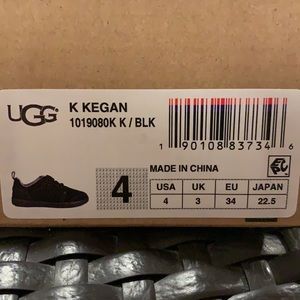 UGG
K KEGAN
1019080K K / BLK
1 90108 83734 6
4
MADE IN CHINA
USA UK EU JAPAN
4 3 34 22.5